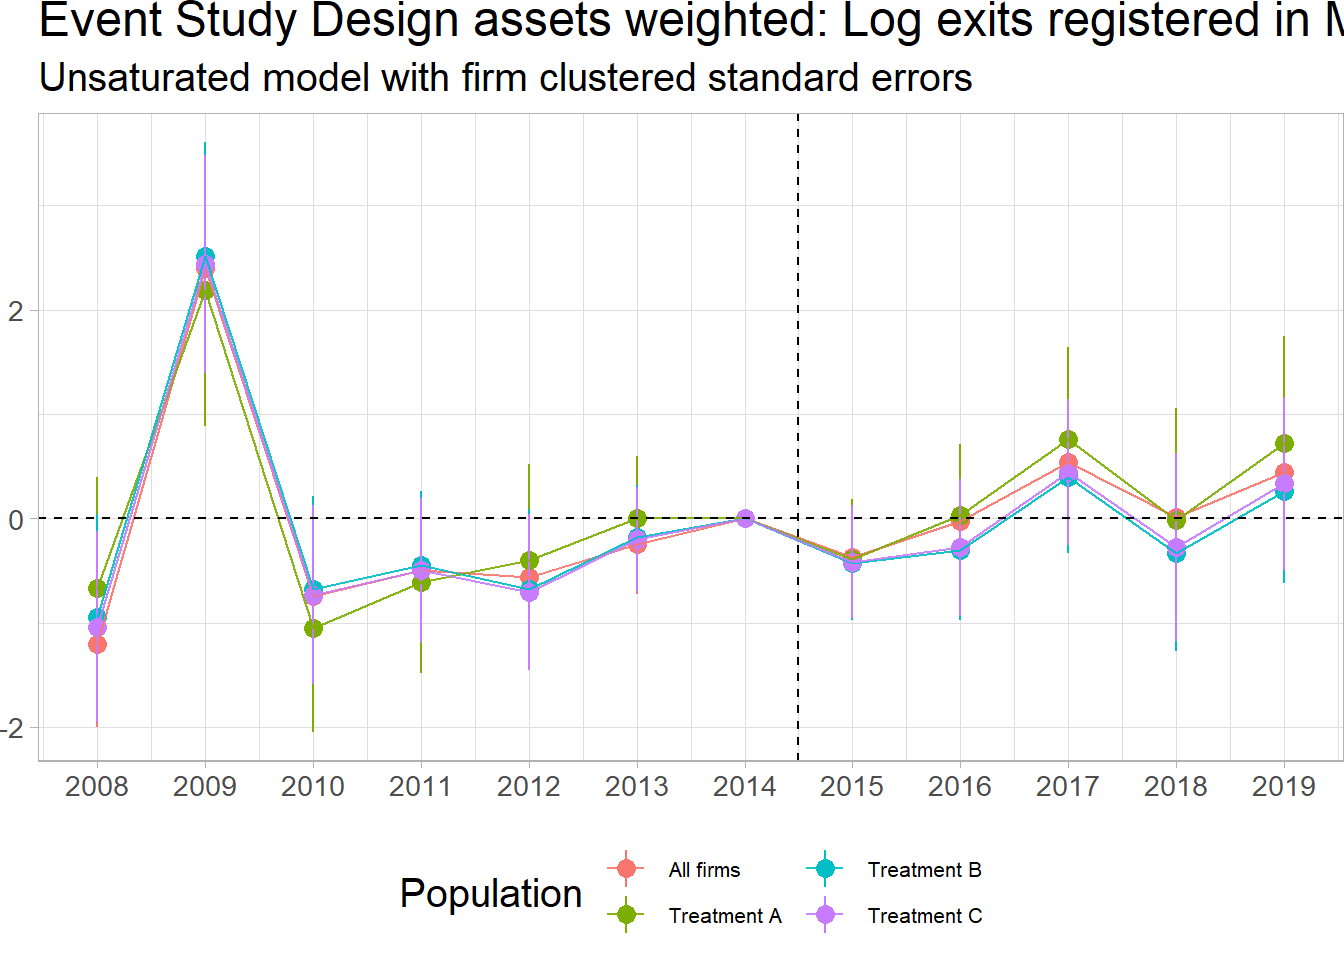 Event Study Design assets weighted: Log exits registered in M
Unsaturated model with firm clustered standard errors
2
0
-2
2008 2009 2010 2011 2012 2013 2014 2015 2016 2017 2018 2019
Population
All firms
Treatment A
Treatment B
Treatment C